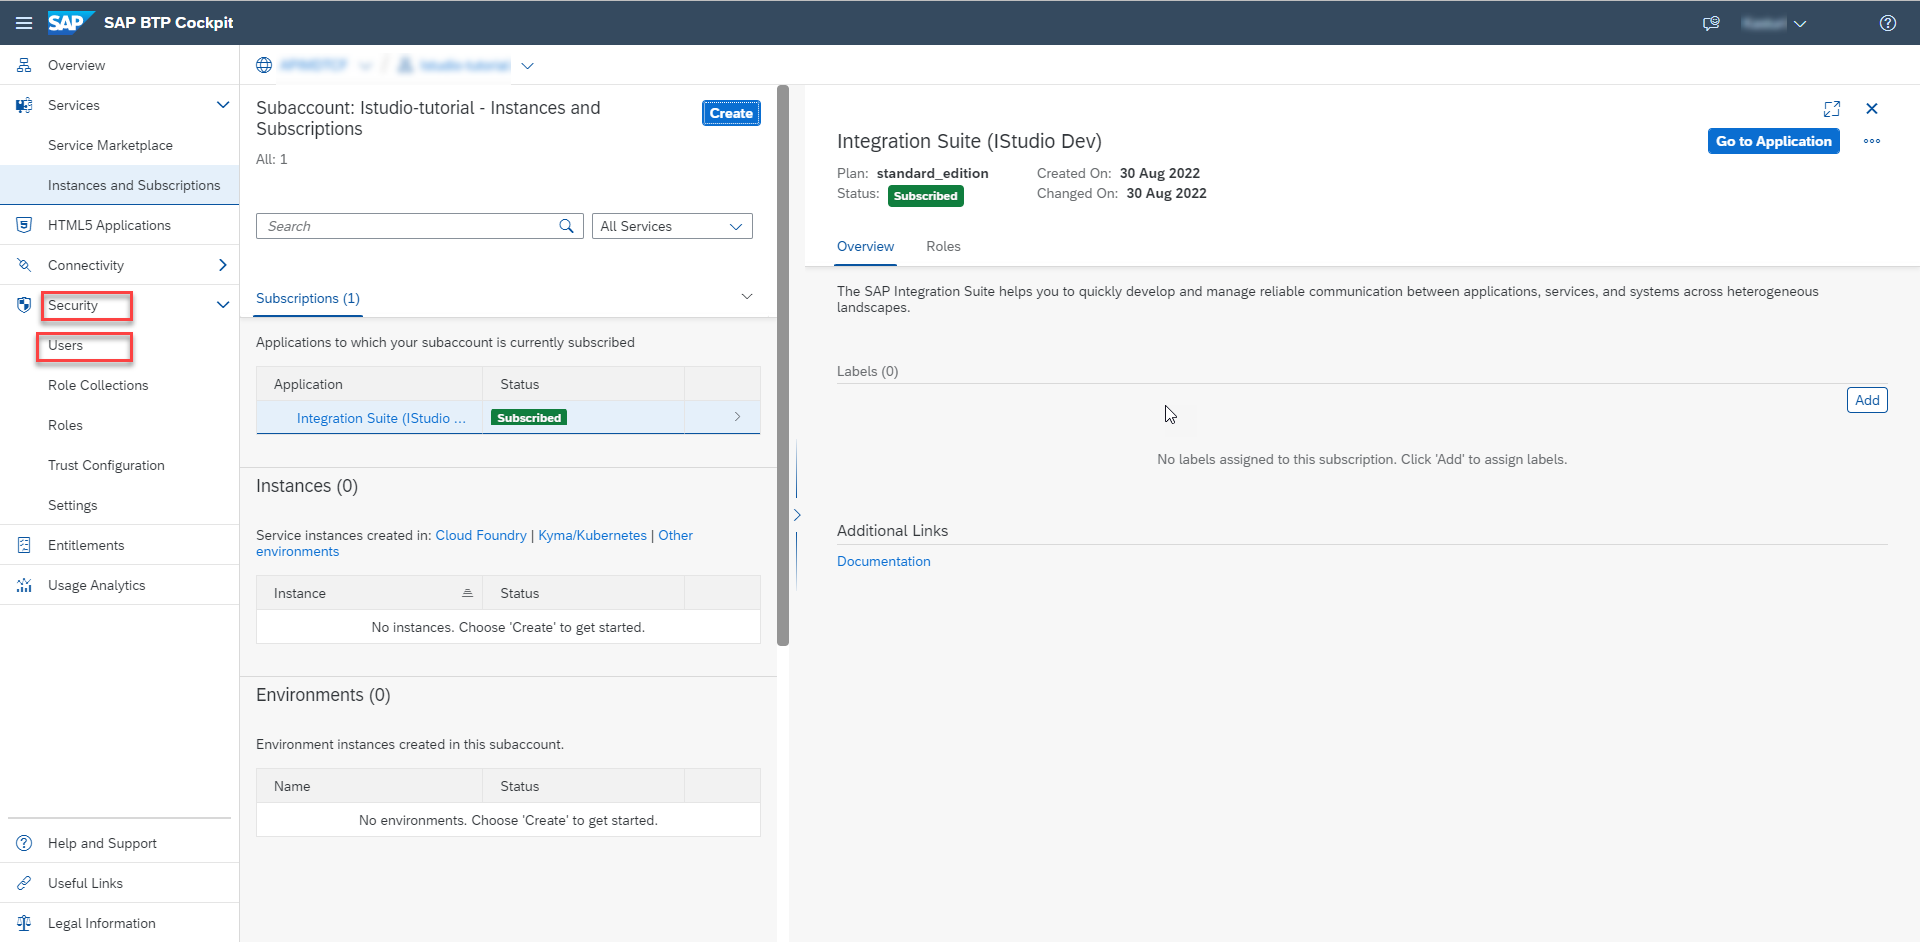 SAP SAP BTP Cockpit
Overview
Services
Service Marketplace
Instances and Subscriptions
HTML5 Applications
Connectivity
Security
Users
Role Collections
Roles
Trust Configuration
Settings
Entitlements
Usage Analytics
Help and Support
Useful Links
Legal Information
Subaccount: Istudio-tutorial - Instances and
Subscriptions
Create
All: 1
Search
All Services
Subscriptions (1)
Applications to which your subaccount is currently subscribed
Application Status
Integration Suite (IStudio ... Subscribed
Instances (0)
Service instances created in: Cloud Foundry | Kyma/Kubernetes | Other
environments
Instance Status
No instances. Choose 'Create' to get started.
Environments (0)
Environment instances created in this subaccount.
Name Status
No environments. Choose 'Create' to get started.
Integration Suite (IStudio Dev)
Go to Application
Plan: standard_edition Created On: 30 Aug 2022
Status: Subscribed Changed On: 30 Aug 2022
Overview Roles
The SAP Integration Suite helps you to quickly develop and manage reliable communication between applications, services, and systems across heterogeneous
landscapes.
Labels (0)
Add
No labels assigned to this subscription. Click 'Add' to assign labels.
Additional Links
Documentation